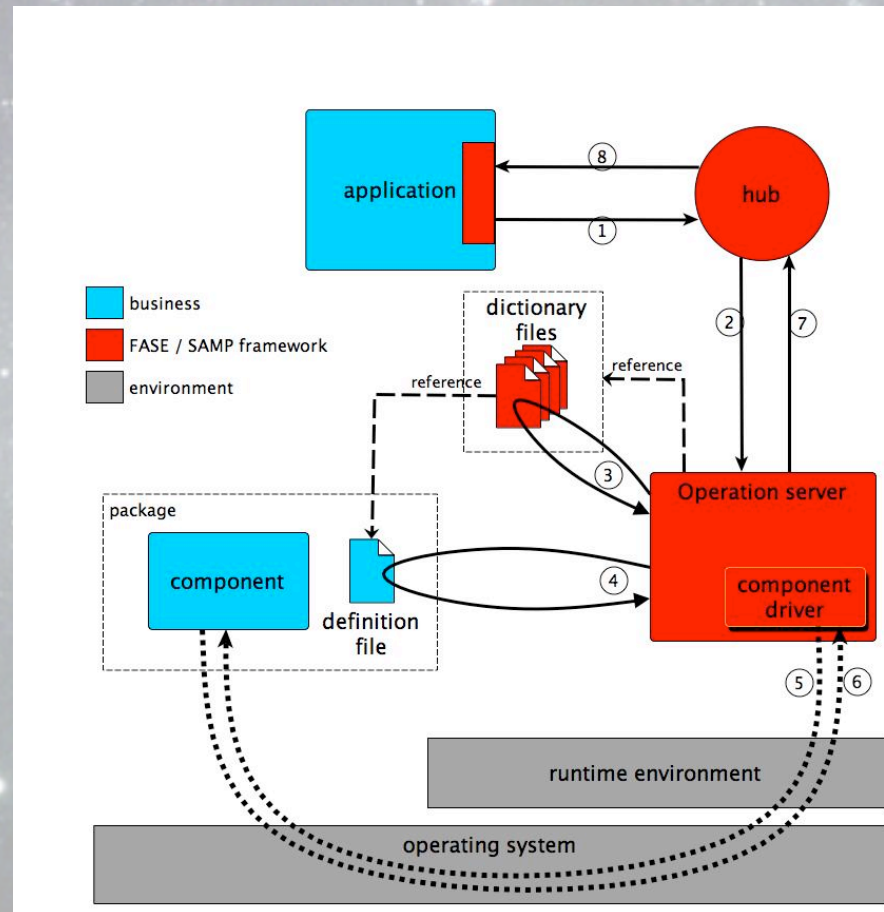 8
application
hub
1
business
FASE / SAMP framework
environment
dictionary
files
2
7
reference
reference
3
Operation server
package
component
definition
file
4
component
driver
5
6
runtime environment
operating system